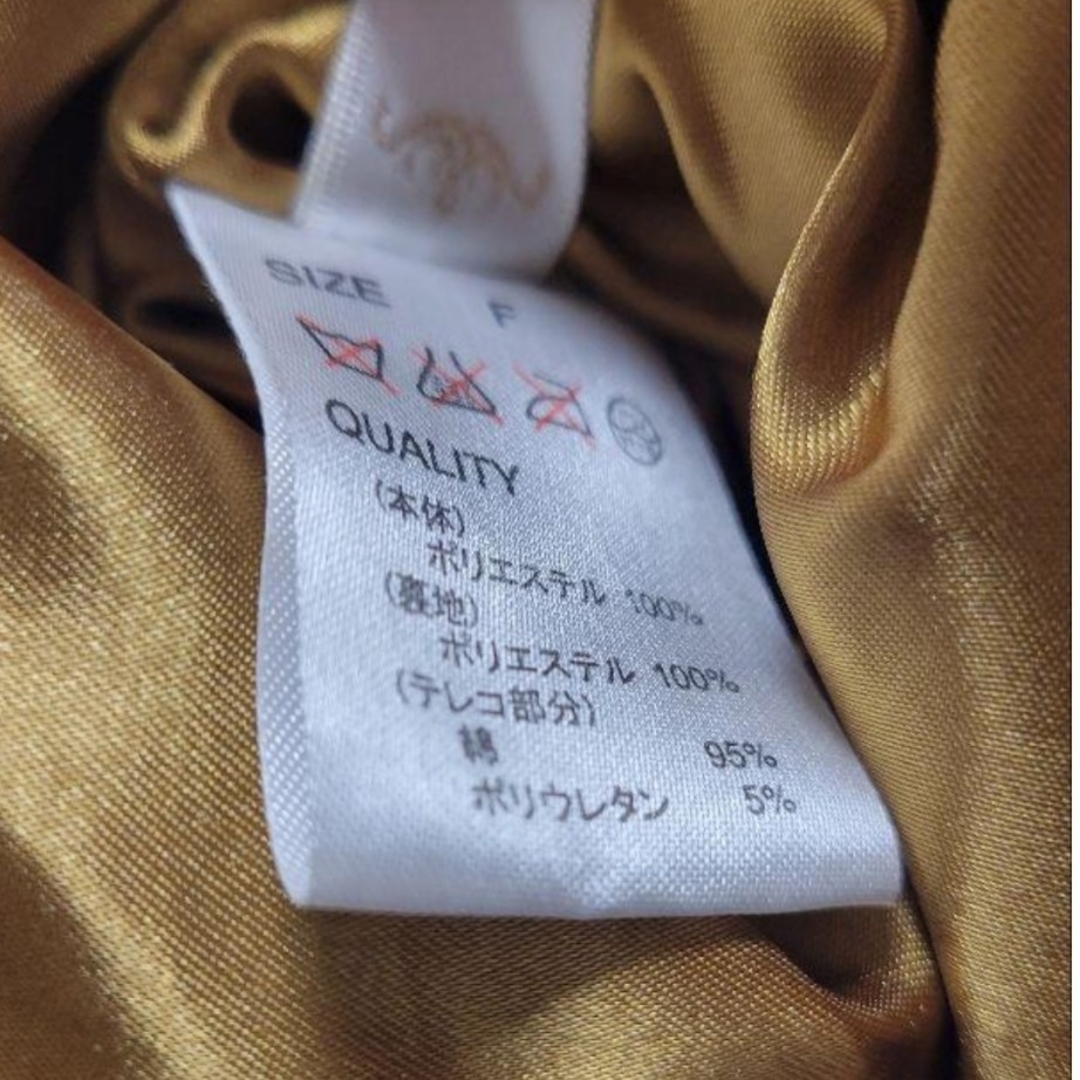 SIZE F
QUALITY
(本体)
ポリエステル 100%
(裏地)
ポリエステル 100%
(テレコ部分)
綿 95%
ポリウレタン 5%